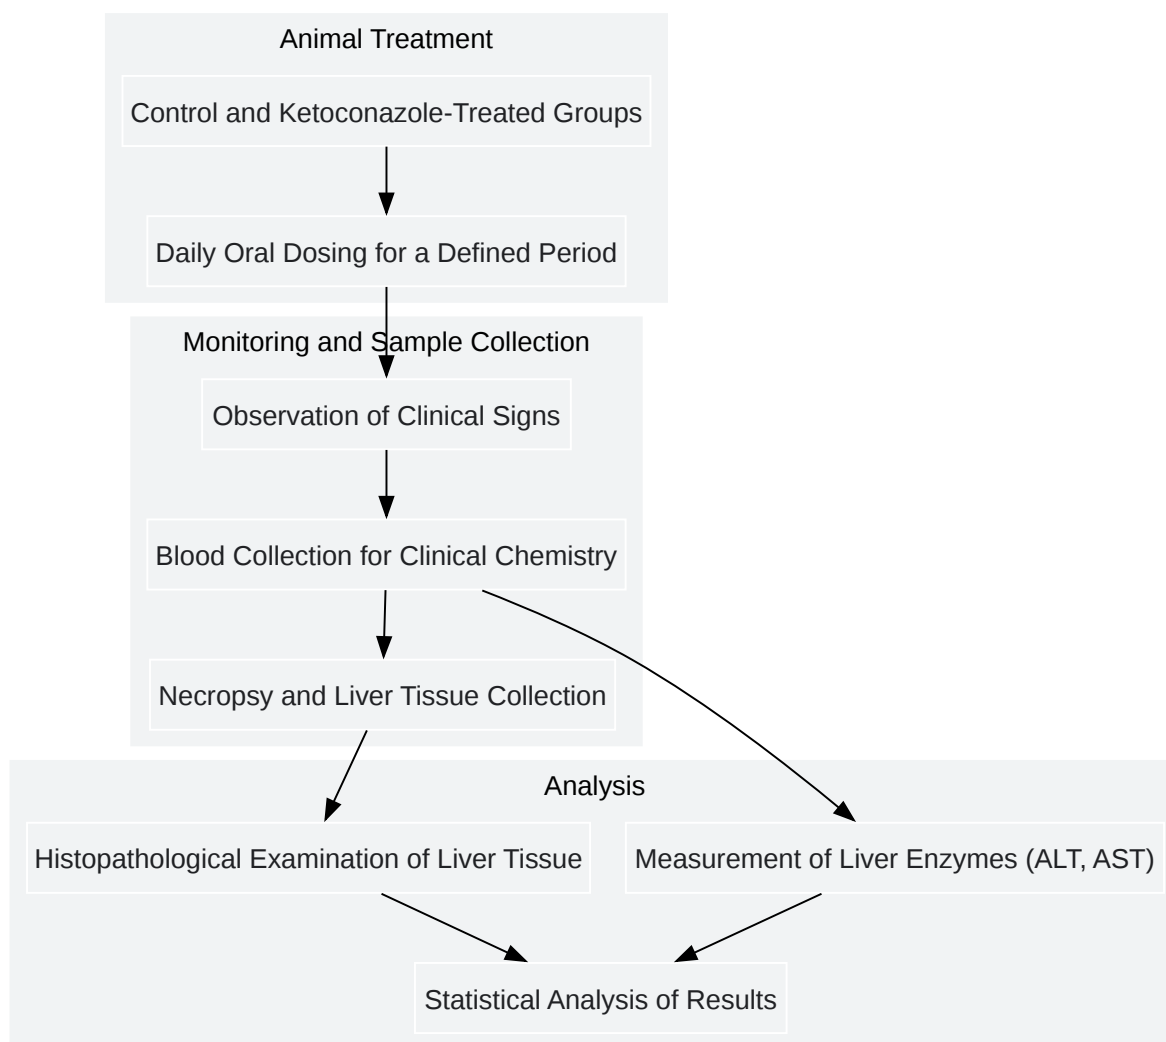 Animal Treatment
Control and Ketoconazole-Treated Groups
Daily Oral Dosing for a Defined Period
Monitoring and Sample Collection
Observation of Clinical Signs
Blood Collection for Clinical Chemistry
Necropsy and Liver Tissue Collection
Analysis
Histopathological Examination of Liver Tissue
Measurement of Liver Enzymes (ALT, AST)
Statistical Analysis of Results